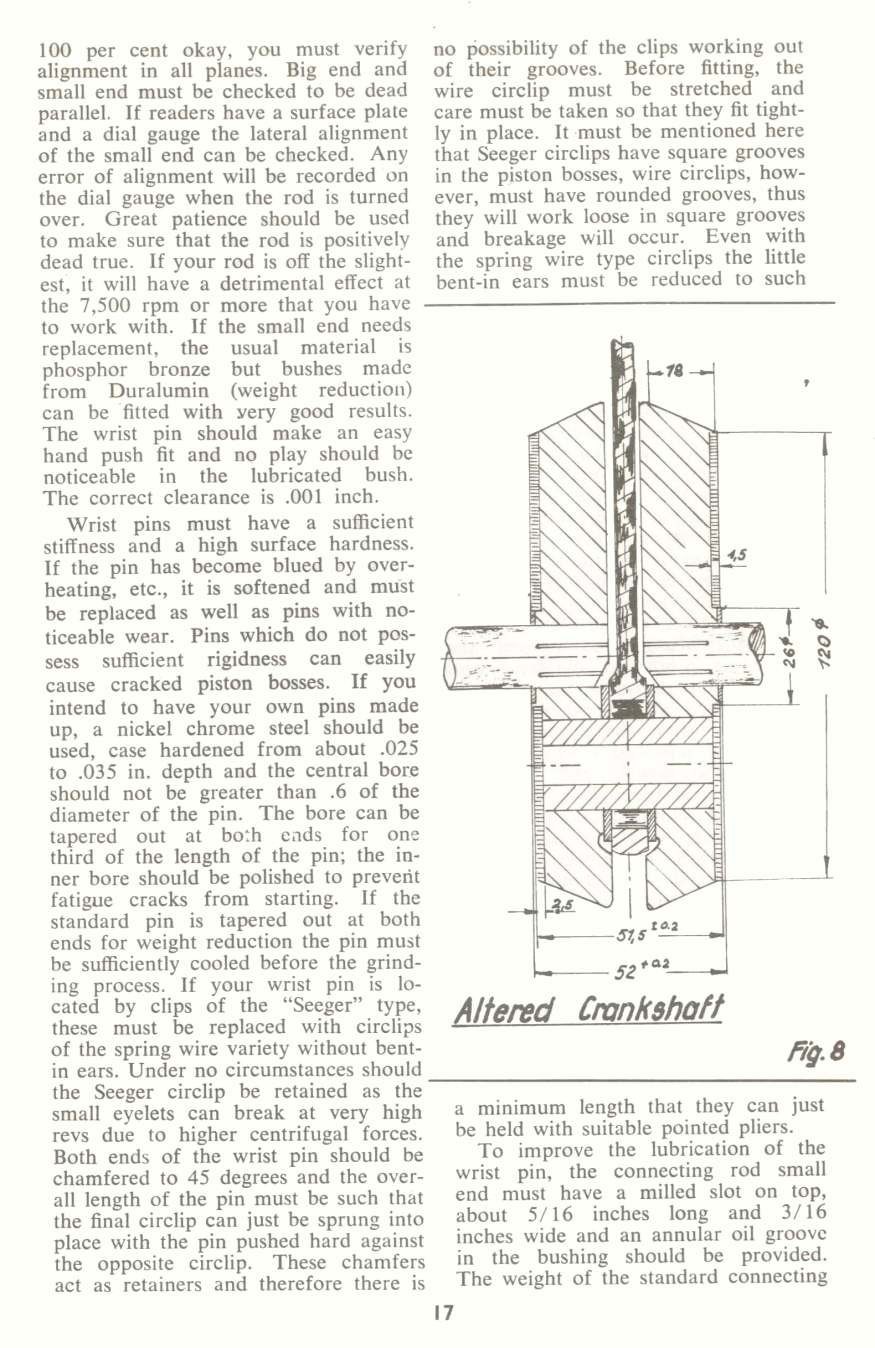 100 per cent okay, you must verify
alignment in all planes. Big end and
small end must be checked to be dead
parallel. If readers have a surface plate
and a dial gauge the lateral alignment
of the small end can be checked. Any
error of alignment will be recorded on
the dial gauge when the rod is turned
over. Great patience should be used
to make sure that the rod is positively
dead true. If your rod is off the slight-
est, it will have a detrimental effect at
the 7,500 rpm or more that you have
to work with. If the small end needs
replacement, the usual material is
phosphor bronze but bushes made
from Duralumin (weight reduction)
can be fitted with very good results.
The wrist pin should make an easy
hand push fit and no play should be
noticeable in the lubricated bush.
The correct clearance is .001 inch.
Wrist pins must have a sufficient
stiffness and a high surface hardness.
If the pin has become blued by over-
heating, etc., it is softened and must
be replaced as well as pins with no-
ticeable wear. Pins which do not pos-
sess sufficient rigidness can easily
cause cracked piston bosses. If you
intend to have your own pins made
up, a nickel chrome steel should be
used, case hardened from about .025
to .035 in. depth and the central bore
should not be greater than .6 of the
diameter of the pin. The bore can be
tapered out at both ends for one
third of the length of the pin; the in-
ner bore should be polished to prevent
fatigue cracks from starting. If the
standard pin is tapered out at both
ends for weight reduction the pin must
be sufficiently cooled before the grind-
ing process. If your wrist pin is lo-
cated by clips of the “Seeger” type,
these must be replaced with circlips
of the spring wire variety without bent-
in ears. Under no circumstances should
the Seeger circlip be retained as the
small eyelets can break at very high
revs due to higher centrifugal forces.
Both ends of the wrist pin should be
chamfered to 45 degrees and the over-
all length of the pin must be such that
the final circlip can just be sprung into
place with the pin pushed hard against
the opposite circlip. These chamfers
act as retainers and therefore there is
no possibility of the clips working out
of their grooves. Before fitting, the
wire circlip must be stretched and
care must be taken so that they fit tight-
ly in place. It must be mentioned here
that Seeger circlips have square grooves
in the piston bosses, wire circlips, how-
ever, must have rounded grooves, thus
they will work loose in square grooves
and breakage will occur. Even with
the spring wire type circlips the little
bent-in ears must be reduced to such
18
4,5
26 ϕ
120 ϕ
2,5
51,5 ± 0.2
52 + 0.2
Altered Crankshaft
Fig. 8
a minimum length that they can just
be held with suitable pointed pliers.
To improve the lubrication of the
wrist pin, the connecting rod small
end must have a milled slot on top,
about 5/16 inches long and 3/16
inches wide and an annular oil groove
in the bushing should be provided.
The weight of the standard connecting
17